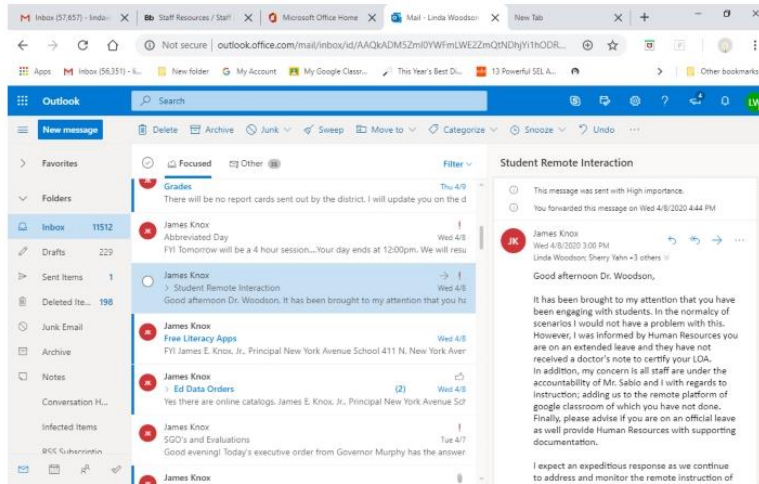 Inbox (57,657) - linda-
Bb Staff Resources / Staff
Microsoft Office Home
Mail - Linda Woodson
New Tab
Not secure | outlook.office.com/mail/inbox/id/AAQkADM5ZmI0YWFmLWE2ZmQtNDhjYi1hODR...
Apps
Inbox (56,351) -
New folder
My Account
My Google Classr...
This Year's Best Di...
13 Powerful SEL A...
Other bookmarks
Outlook
Search
LW
New message
Delete
Archive
Junk
Sweep
Move to
Categorize
Snooze
Undo
Favorites
Folders
Inbox 11512
Drafts 229
Sent Items 1
Deleted Ite... 198
Junk Email
Archive
Notes
Conversation H...
Infected Items
RSS Subscriptio
Focused
Other
Filter
Grades Thu 4/9
There will be no report cards sent out by the district. I will update you on the d
JK
James Knox
Abbreviated Day Wed 4/8
FYI Tomorrow will be a 4 hour session....Your day ends at 12:00pm. We will resu
James Knox
> Student Remote Interaction Wed 4/8
Good afternoon Dr. Woodson, It has been brought to my attention that you ha
JK
James Knox
Free Literacy Apps Wed 4/8
FYI James E. Knox, Jr., Principal New York Avenue School 411 N. New York Aver
JK
James Knox
> Ed Data Orders (2) Wed 4/8
Yes there are online catalogs. James E. Knox, Jr., Principal New York Avenue Sch
JK
James Knox
SGO's and Evaluations Tue 4/7
Good evening! Today's executive order from Governor Murphy has the answer
James Knox
Student Remote Interaction
This message was sent with High importance.
You forwarded this message on Wed 4/8/2020 4:44 PM
JK
James Knox
Wed 4/8/2020 3:00 PM
Linda Woodson; Sherry Yahn +3 others
Good afternoon Dr. Woodson,
It has been brought to my attention that you have
been engaging with students. In the normalcy of
scenarios I would not have a problem with this.
However, I was informed by Human Resources you
are on an extended leave and they have not
received a doctor's note to certify your LOA.
In addition, my concern is all staff are under the
accountability of Mr. Sabio and I with regards to
instruction; adding us to the remote platform of
google classroom of which you have not done.
Finally, please advise if you are on an official leave
as well provide Human Resources with supporting
documentation.
I expect an expeditious response as we continue
to address and monitor the remote instruction of